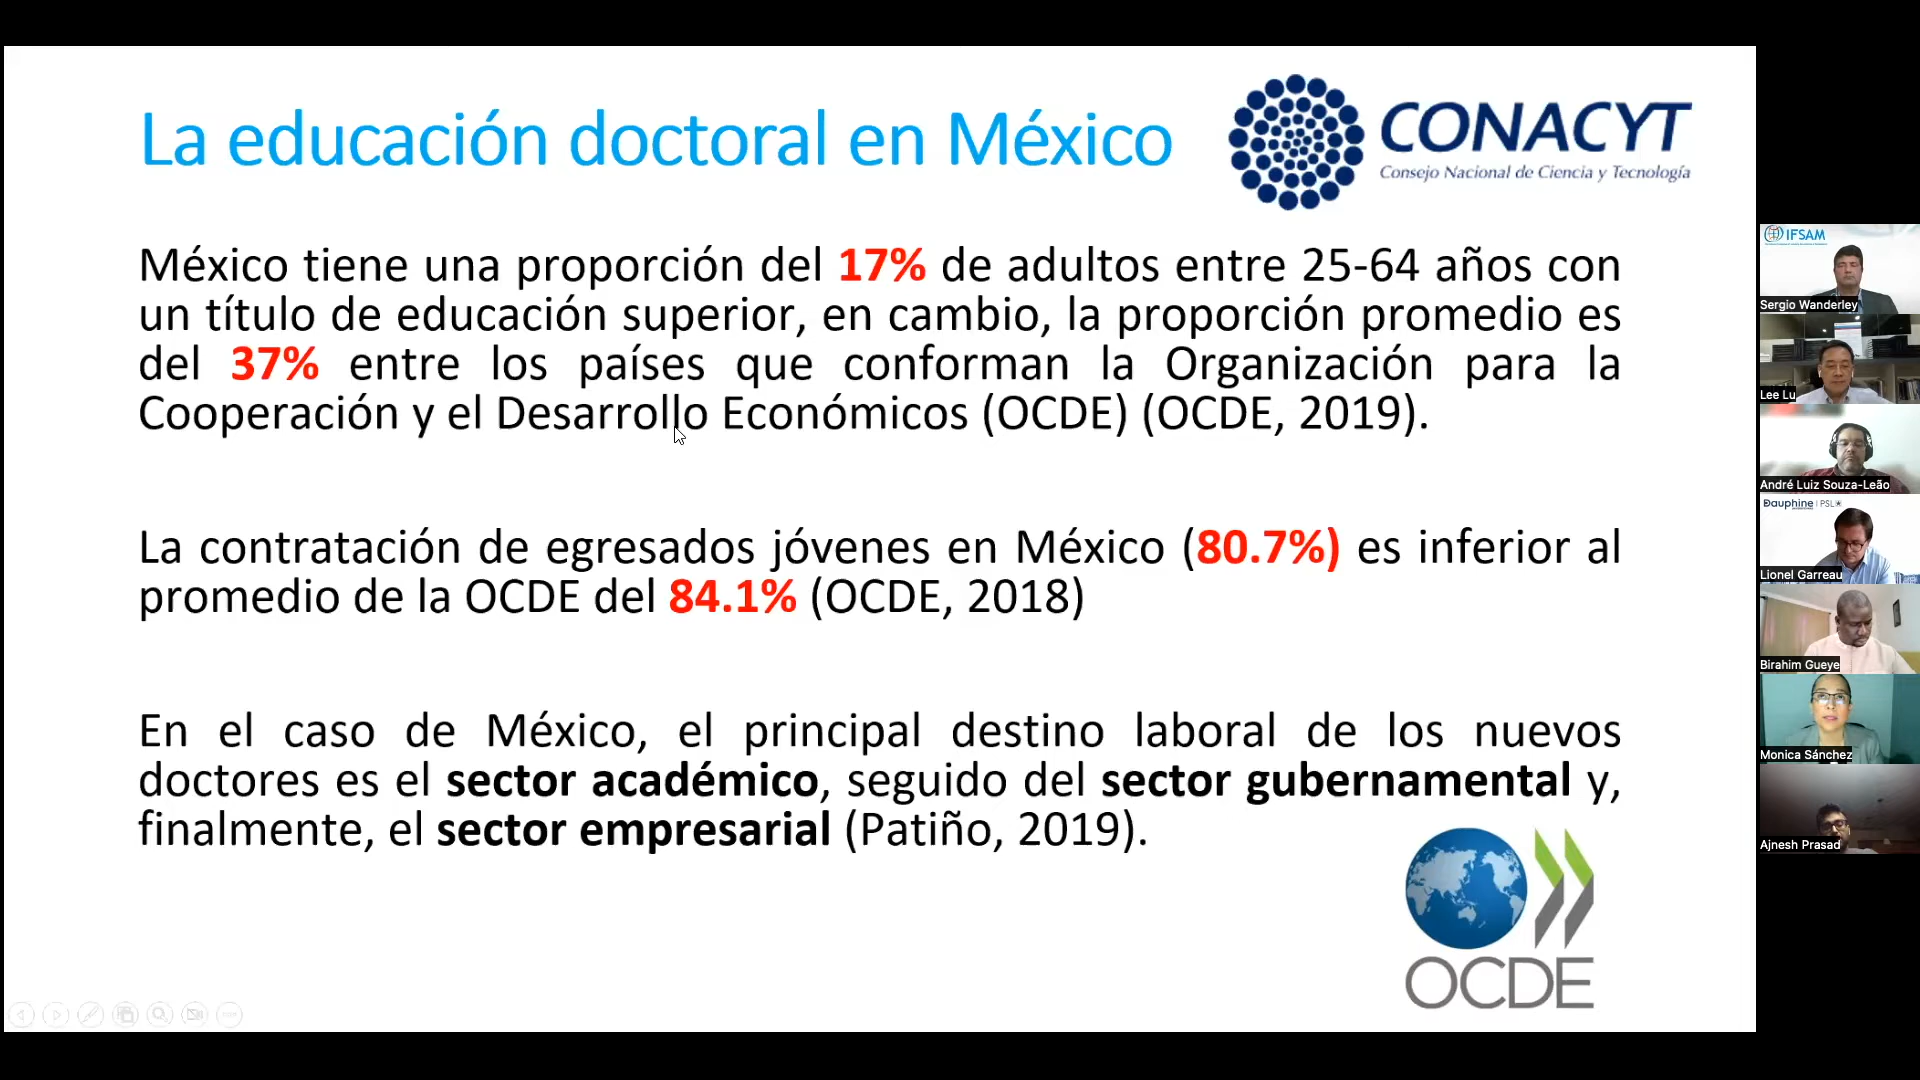 La educación doctoral en México
CONACYT
Consejo Nacional de Ciencia y Tecnología
México tiene una proporción del 17% de adultos entre 25-64 años con
un título de educación superior, en cambio, la proporción promedio es
del 37% entre los países que conforman la Organización para la
Cooperación y el Desarrollo Económicos (OCDE) (OCDE, 2019).
La contratación de egresados jóvenes en México (80.7%) es inferior al
promedio de la OCDE del 84.1% (OCDE, 2018)
En el caso de México, el principal destino laboral de los nuevos
doctores es el sector académico, seguido del sector gubernamental y,
finalmente, el sector empresarial (Patiño, 2019).
OCDE
IFSAM
Sergio Wanderley
Lee Lu
André Luiz Souza-Leão
Dauphine | PSL
Lionel Garreau
Birahim Gueye
Monica Sánchez
Ajnesh Prasad